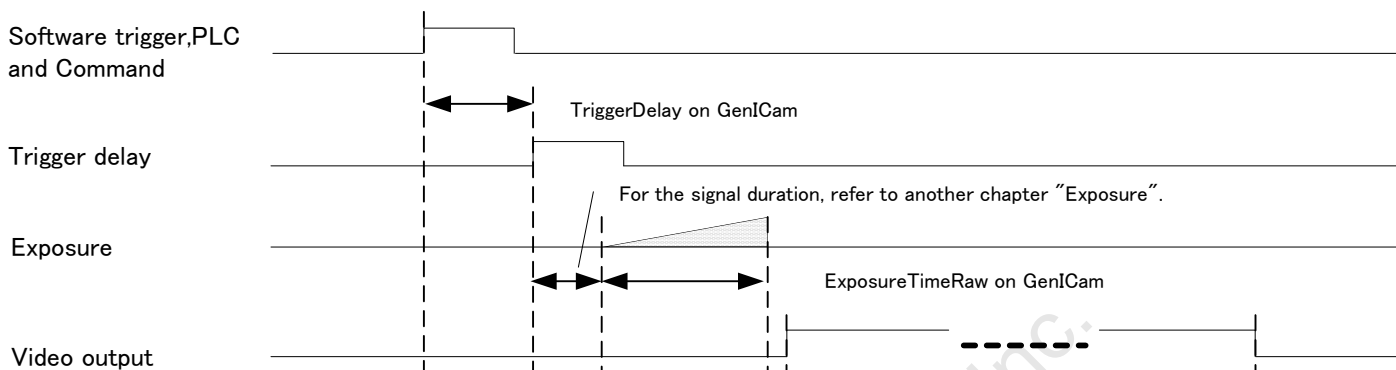 Software trigger,PLC
and Command
TriggerDelay on GenICam
Trigger delay
For the signal duration, refer to another chapter "Exposure".
Exposure
ExposureTimeRaw on GenICam
Video output
Inc.